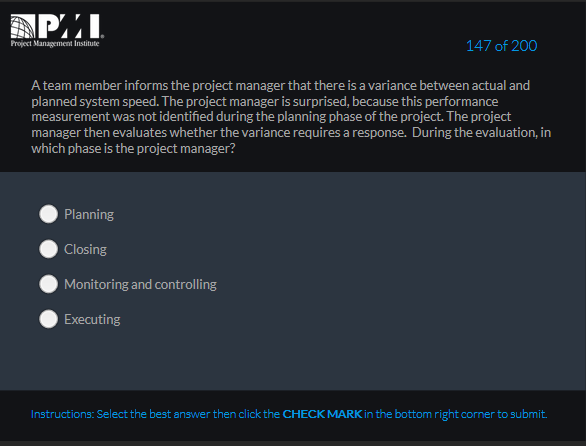 PMI.
Project Management Institute
147 of 200
A team member informs the project manager that there is a variance between actual and
planned system speed. The project manager is surprised, because this performance
measurement was not identified during the planning phase of the project. The project
manager then evaluates whether the variance requires a response.  During the evaluation, in
which phase is the project manager?
Planning
Closing
Monitoring and controlling
Executing
Instructions: Select the best answer then click the CHECK MARK in the bottom right corner to submit.